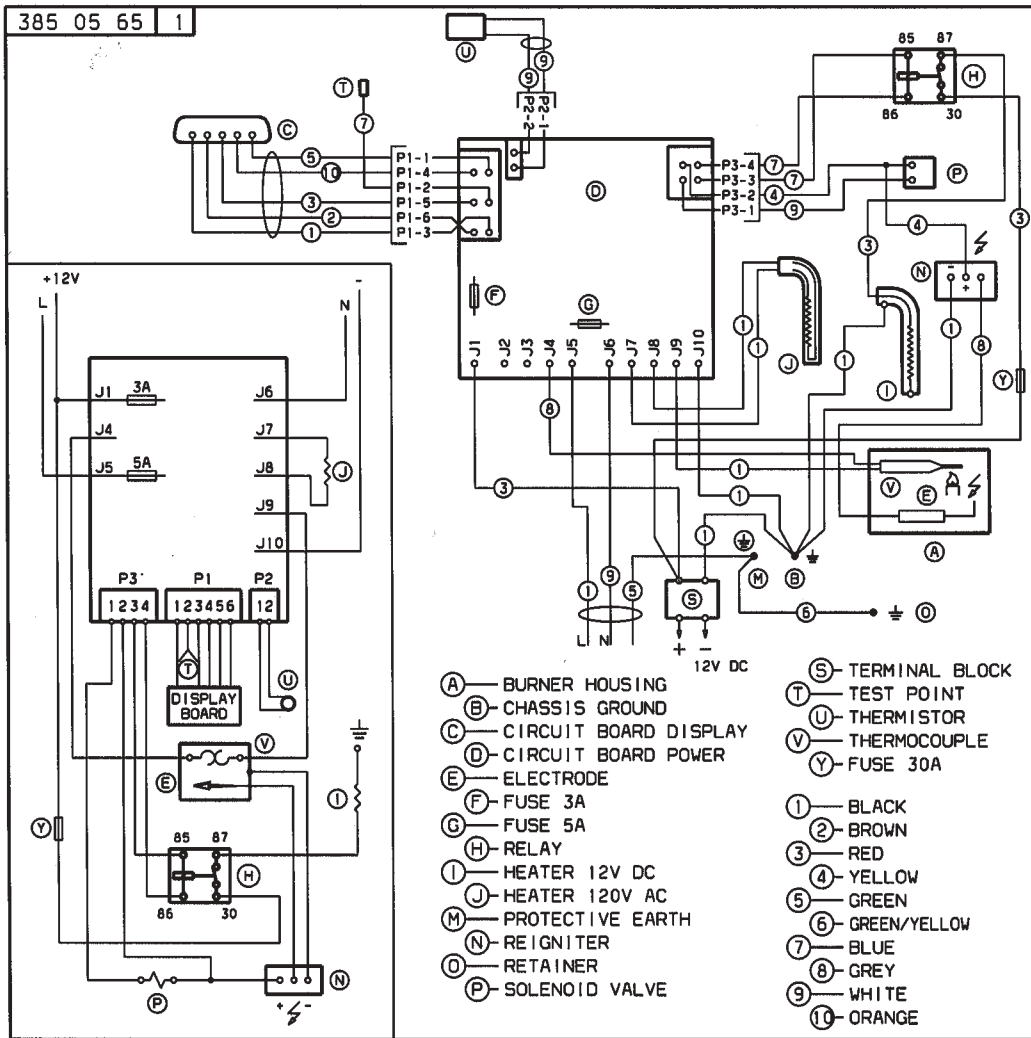 385 05 65 1
U
9 9
P2-2 P2-1
T
7
C
5 P1-1
10 P1-4
P1-2
3 P1-5
2 P1-6
1 P1-3
D
85 87
H
86 30
P3-4 7
P3-3 7
P3-2 4
P3-1 9
P
3 4 3
N
- +
F
G
J1 J2 J3 J4 J5 J6 J7 J8 J9 J10
1 1
J
1
I
1 8
Y
8
3
1
1
V
E
A
1
M
B
1 9 5
S
6
O
L N
+ -
12V DC
+12V -
L N
J1 3A J6
J4 J7
J5 5A J8
J
J9
J10
P3 P1 P2
1234 123456 12
T
U
DISPLAY
BOARD
V
E
I
Y
85 87
H
86 30
N
P
+ -
A BURNER HOUSING
B CHASSIS GROUND
C CIRCUIT BOARD DISPLAY
D CIRCUIT BOARD POWER
E ELECTRODE
F FUSE 3A
G FUSE 5A
H RELAY
I HEATER 12V DC
J HEATER 120V AC
M PROTECTIVE EARTH
N REIGNITER
O RETAINER
P SOLENOID VALVE
S TERMINAL BLOCK
T TEST POINT
U THERMISTOR
V THERMOCOUPLE
Y FUSE 30A
1 BLACK
2 BROWN
3 RED
4 YELLOW
5 GREEN
6 GREEN/YELLOW
7 BLUE
8 GREY
9 WHITE
10 ORANGE